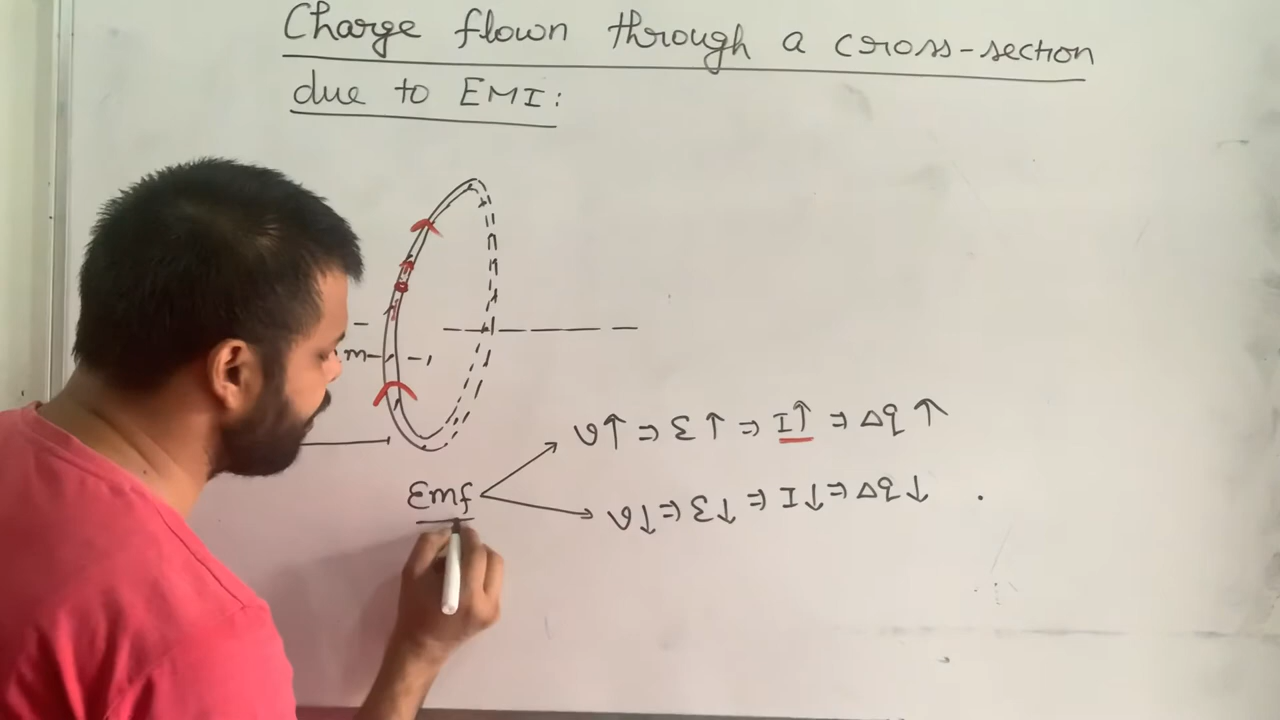 Charge flown through a cross-section
due to EMI:
m
Emf
v↑ ⇒ ε↑ ⇒ I↑ ⇒ Δq↑
v↓ ⇒ ε↓ ⇒ I↓ ⇒ Δq↓ .